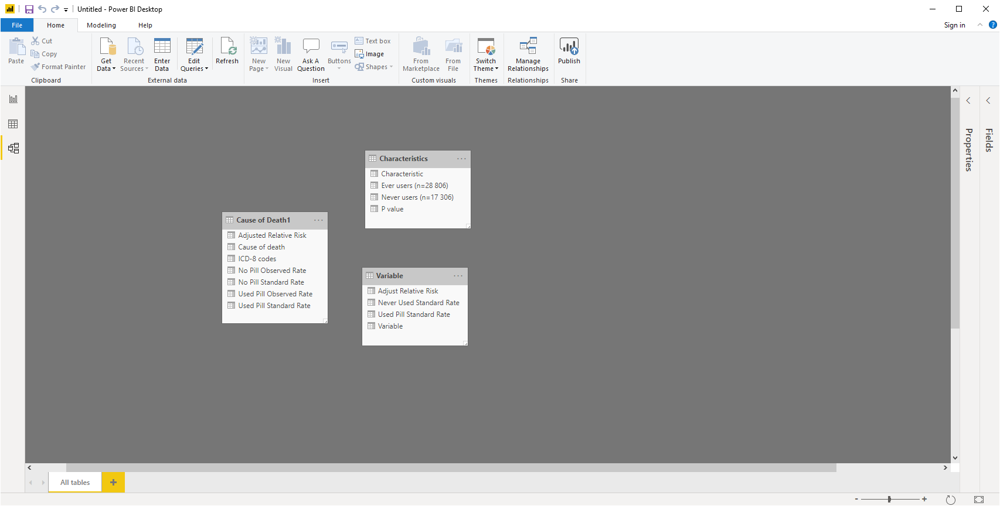 Untitled - Power BI Desktop
File Home Modeling Help Sign in
Paste
Cut
Copy
Format Painter
Clipboard
Get Data
Recent Sources
Enter Data
Edit Queries
Refresh
External data
New Page
New Visual
Ask A Question
Buttons
Text box
Image
Shapes
Insert
From Marketplace
From File
Custom visuals
Switch Theme
Themes
Manage Relationships
Relationships
Publish
Share
Characteristics
Characteristic
Ever users (n=28 806)
Never users (n=17 306)
P value
Cause of Death1
Adjusted Relative Risk
Cause of death
ICD-8 codes
No Pill Observed Rate
No Pill Standard Rate
Used Pill Observed Rate
Used Pill Standard Rate
Variable
Adjust Relative Risk
Never Used Standard Rate
Used Pill Standard Rate
Variable
Properties
Fields
All tables